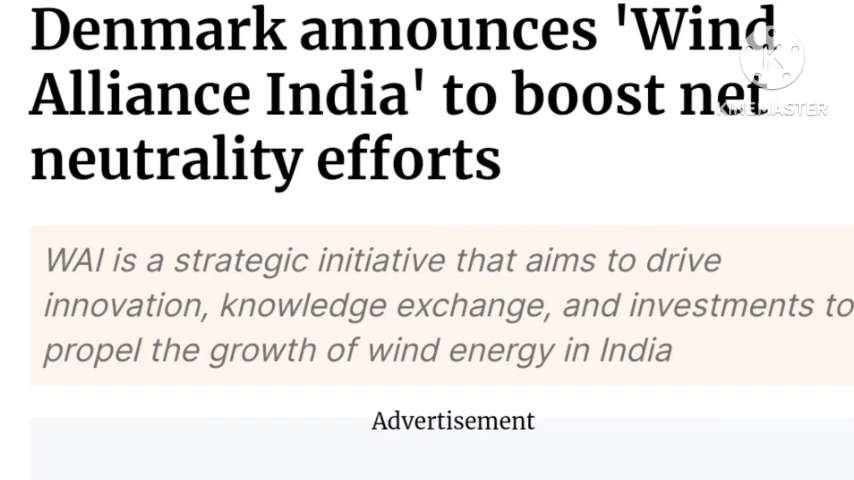 Denmark announces 'Wind
Alliance India' to boost net
neutrality efforts
KINEMASTER
WAI is a strategic initiative that aims to drive
innovation, knowledge exchange, and investments to
propel the growth of wind energy in India
Advertisement